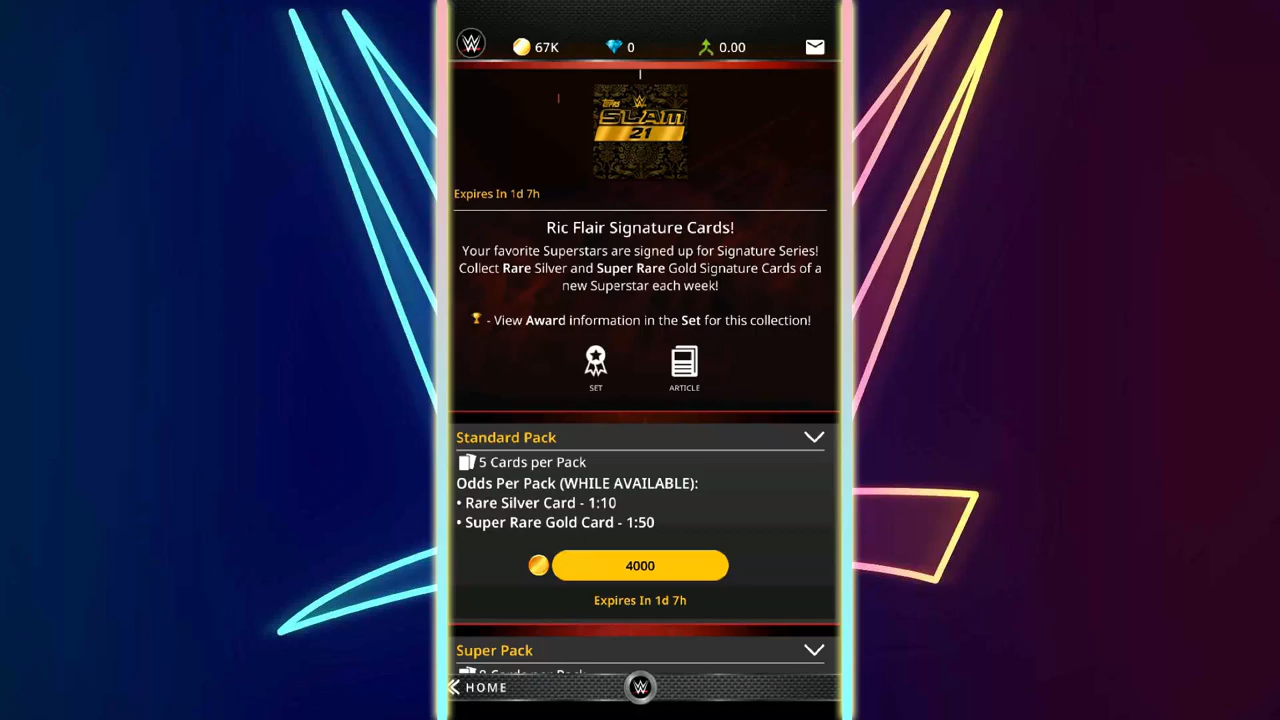 67K
0
0.00
TOPPS
SLAM
21
Expires In 1d 7h
Ric Flair Signature Cards!
Your favorite Superstars are signed up for Signature Series!
Collect Rare Silver and Super Rare Gold Signature Cards of a
new Superstar each week!
- View Award information in the Set for this collection!
SET
ARTICLE
Standard Pack
5 Cards per Pack
Odds Per Pack (WHILE AVAILABLE):
• Rare Silver Card - 1:10
• Super Rare Gold Card - 1:50
4000
Expires In 1d 7h
Super Pack
HOME